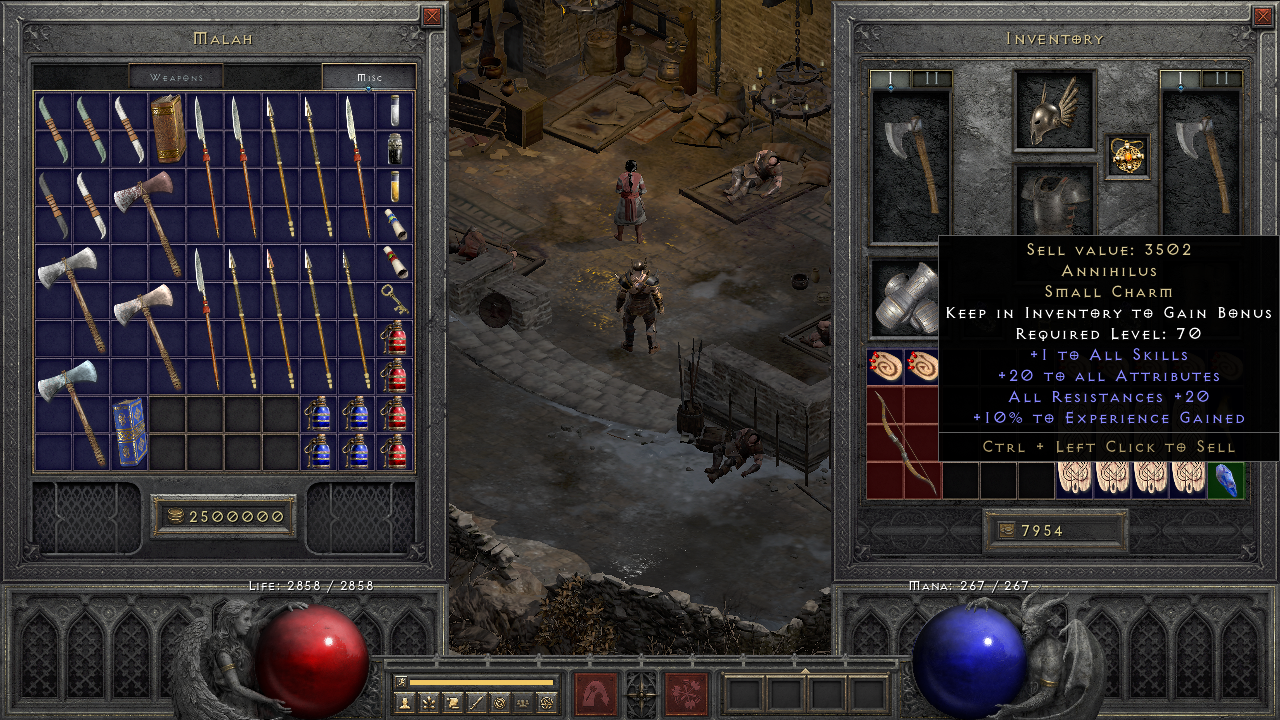 Malah
Weapons
Misc
2500000
Inventory
I
II
I
II
Sell value: 3502
Annihilus
Small Charm
Keep in Inventory to Gain Bonus
Required Level: 70
+1 to All Skills
+20 to all Attributes
All Resistances +20
+10% to Experience Gained
Ctrl + Left Click to Sell
7954
Life: 2858 / 2858
Mana: 267 / 267